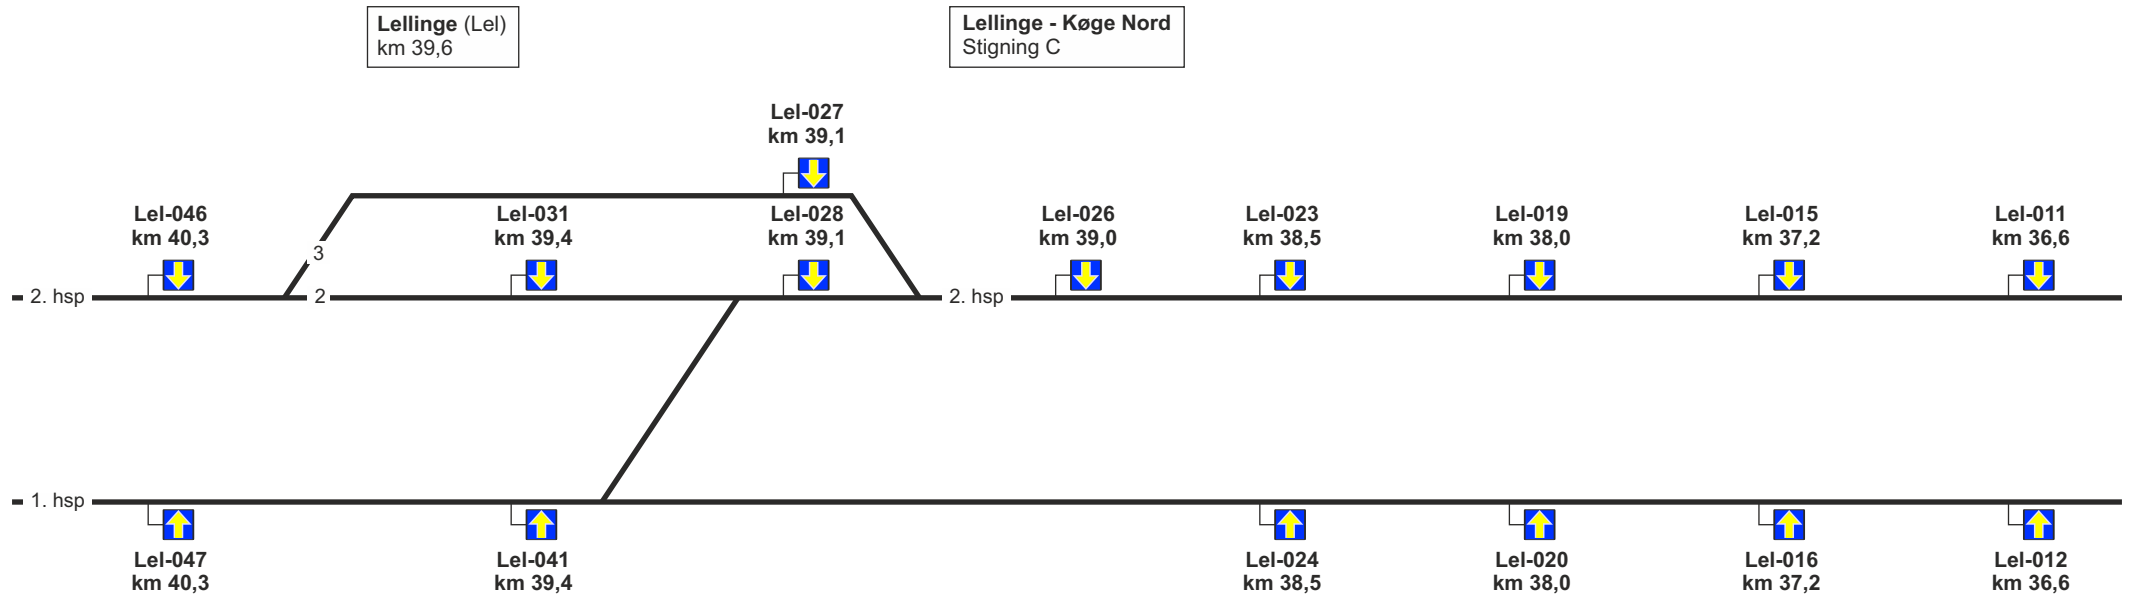 Lellinge (Lel)
km 39,6
Lellinge - Køge Nord
Stigning C
Lel-027
km 39,1
Lel-046
km 40,3
Lel-031
km 39,4
Lel-028
km 39,1
Lel-026
km 39,0
Lel-023
km 38,5
Lel-019
km 38,0
Lel-015
km 37,2
Lel-011
km 36,6
3
2. hsp
2
2. hsp
1. hsp
Lel-047
km 40,3
Lel-041
km 39,4
Lel-024
km 38,5
Lel-020
km 38,0
Lel-016
km 37,2
Lel-012
km 36,6